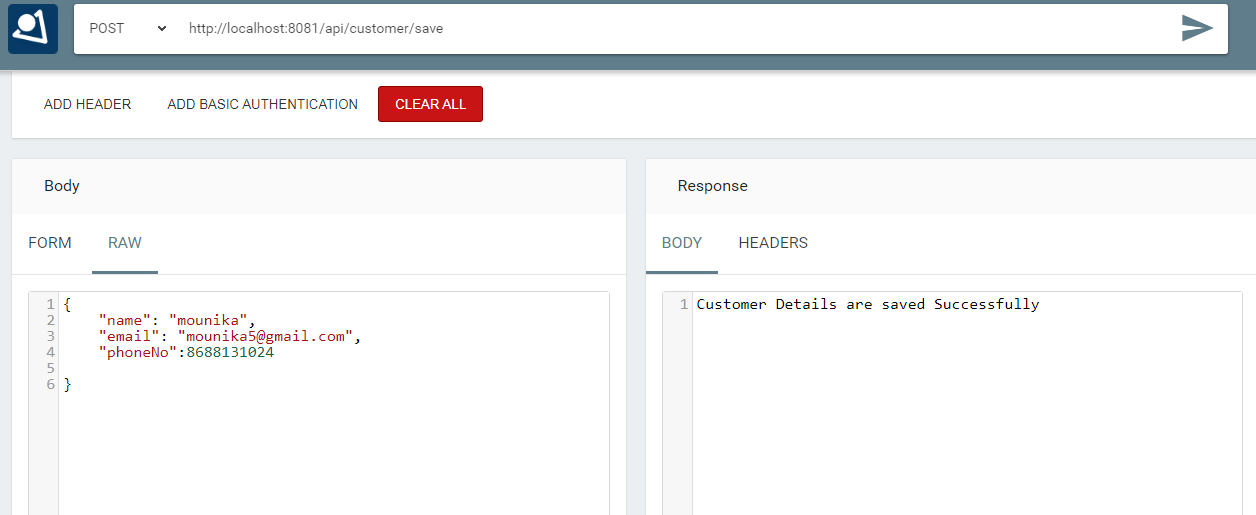 POST http://localhost:8081/api/customer/save
ADD HEADER ADD BASIC AUTHENTICATION CLEAR ALL
Body
FORM RAW
1 {
2 "name": "mounika",
3 "email": "mounika5@gmail.com",
4 "phoneNo":8688131024
5
6 }
Response
BODY HEADERS
1 Customer Details are saved Successfully